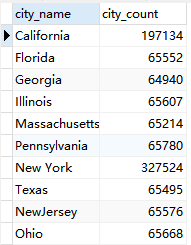 city_name city_count
California 197134
Florida 65552
Georgia 64940
Illinois 65607
Massachusetts 65214
Pennsylvania 65780
New York 327524
Texas 65495
NewJersey 65576
Ohio 65668